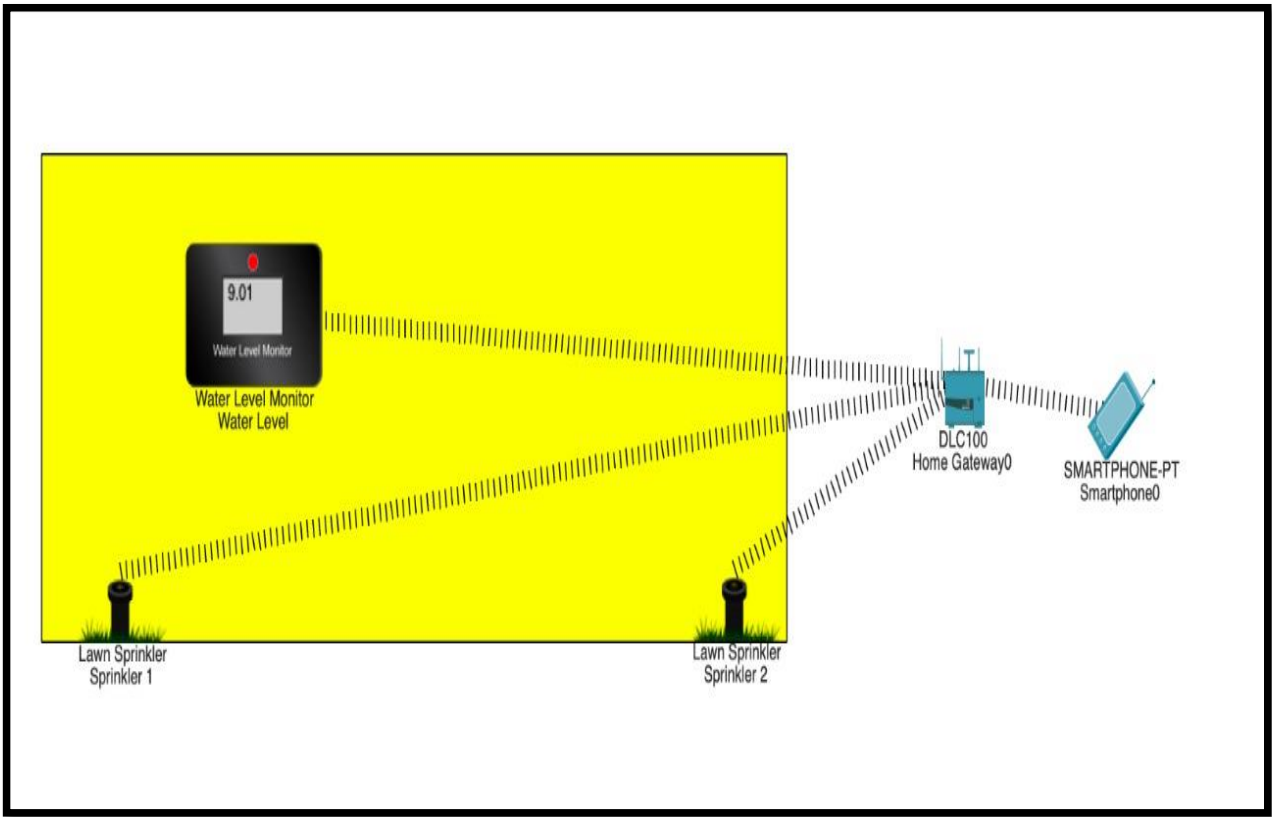 9.01
Water Level Monitor
Water Level Monitor
Water Level
DLC100
Home Gateway0
SMARTPHONE-PT
Smartphone0
Lawn Sprinkler
Sprinkler 1
Lawn Sprinkler
Sprinkler 2